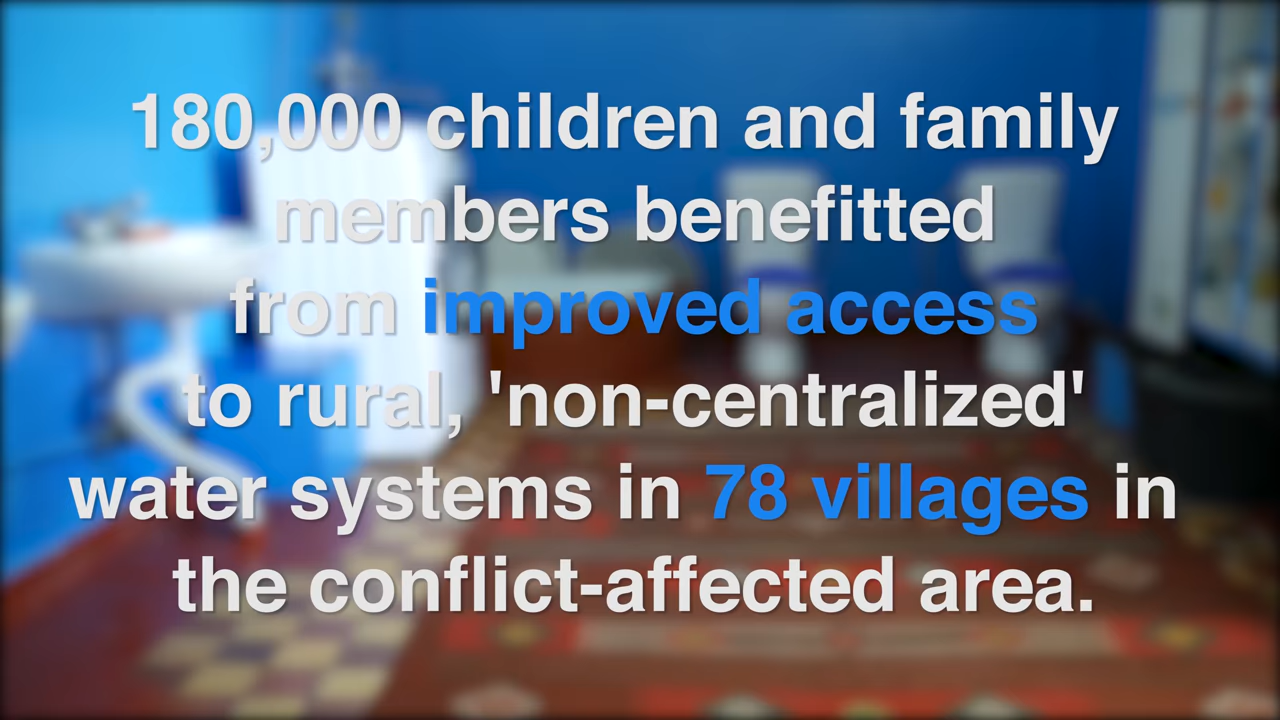 180,000 children and family
members benefitted
from improved access
to rural, 'non-centralized'
water systems in 78 villages in
the conflict-affected area.